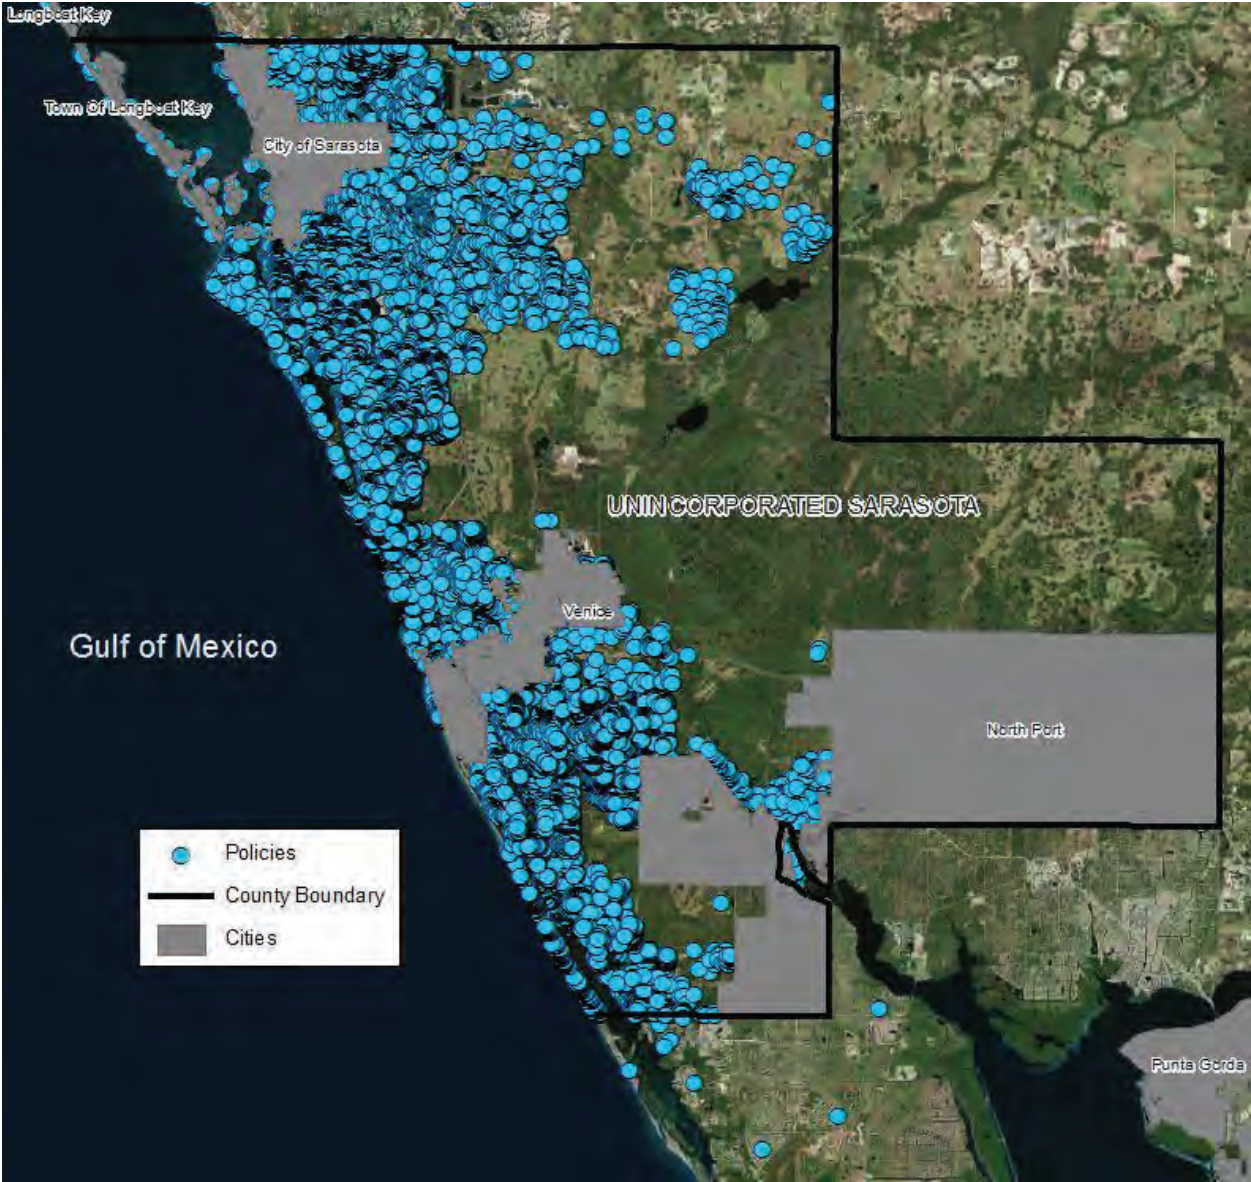 Longboat Key
Town Of Longboat Key
City of Sarasota
UNINCORPORATED SARASOTA
Venice
Gulf of Mexico
North Port
Policies
County Boundary
Cities
Punta Gorda